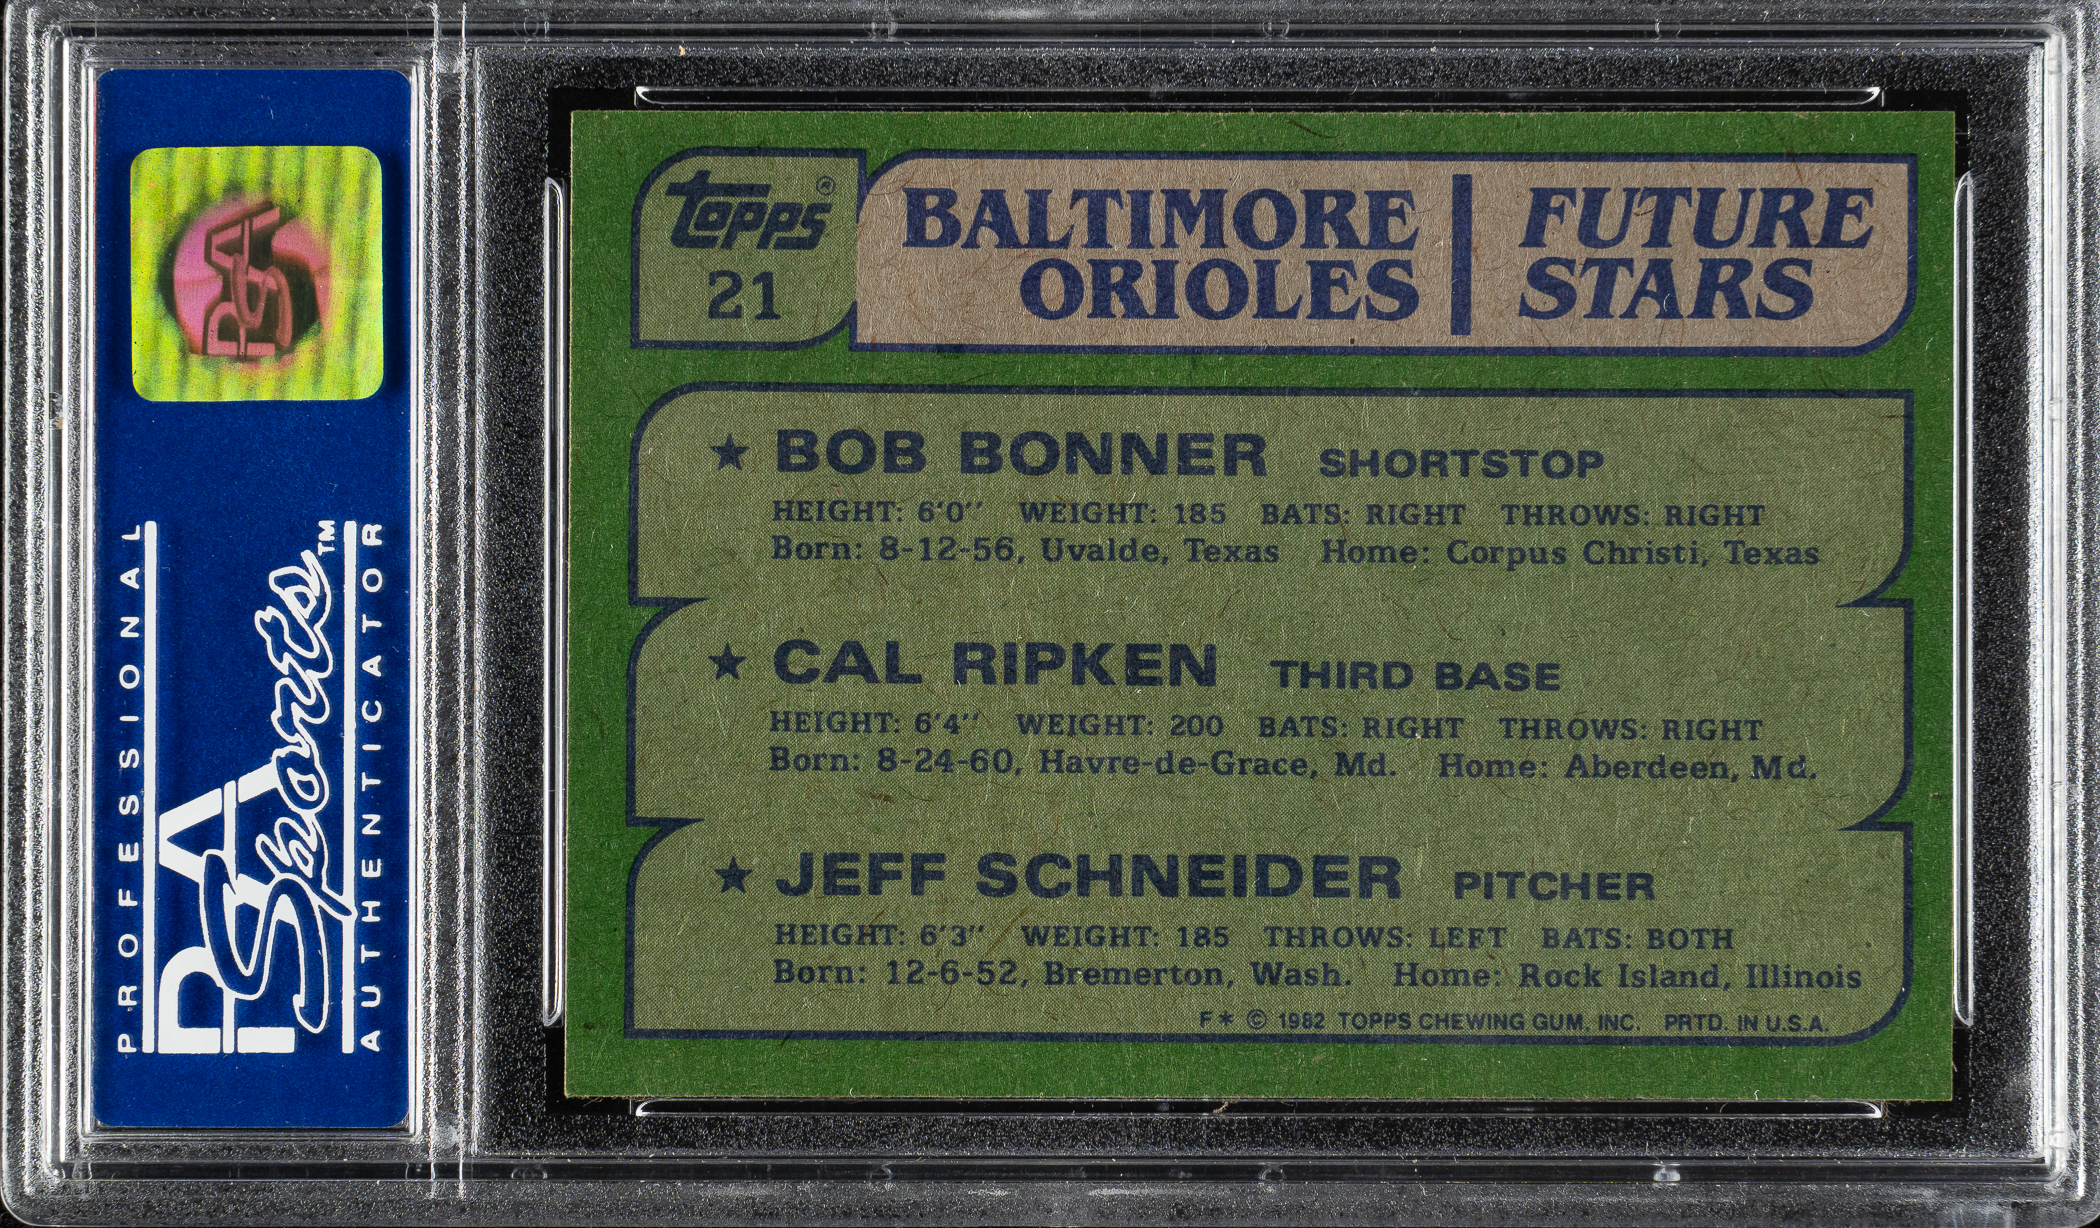 PROFESSIONAL
PSA Sports™
AUTHENTICATOR
PSA
topps®
21
BALTIMORE ORIOLES
FUTURE STARS
★ BOB BONNER SHORTSTOP
HEIGHT: 6'0" WEIGHT: 185 BATS: RIGHT THROWS: RIGHT
Born: 8-12-56, Uvalde, Texas Home: Corpus Christi, Texas
★ CAL RIPKEN THIRD BASE
HEIGHT: 6'4" WEIGHT: 200 BATS: RIGHT THROWS: RIGHT
Born: 8-24-60, Havre-de-Grace, Md. Home: Aberdeen, Md.
★ JEFF SCHNEIDER PITCHER
HEIGHT: 6'3" WEIGHT: 185 THROWS: LEFT BATS: BOTH
Born: 12-6-52, Bremerton, Wash. Home: Rock Island, Illinois
F* © 1982 TOPPS CHEWING GUM, INC. PRTD. IN U.S.A.